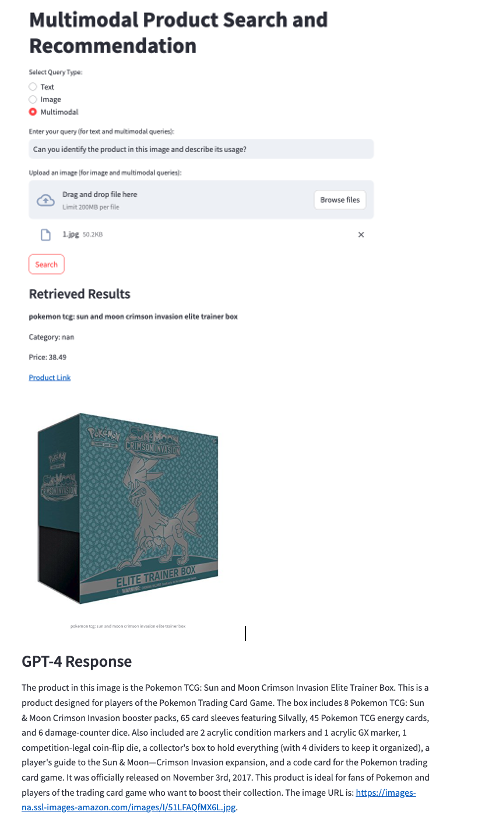 Multimodal Product Search and
Recommendation
Select Query Type:
Text
Image
Multimodal
Enter your query (for text and multimodal queries):
Can you identify the product in this image and describe its usage?
Upload an image (for image and multimodal queries):
Drag and drop file here
Limit 200MB per file
Browse files
1.jpg 50.2KB
Search
Retrieved Results
pokemon tcg: sun and moon crimson invasion elite trainer box
Category: nan
Price: 38.49
Product Link
Pokémon
CRIMSON INVASION
Pokémon
CRIMSON INVASION
ELITE TRAINER BOX
pokemon tcg: sun and moon crimson invasion elite trainer box
GPT-4 Response
The product in this image is the Pokemon TCG: Sun and Moon Crimson Invasion Elite Trainer Box. This is a
product designed for players of the Pokemon Trading Card Game. The box includes 8 Pokemon TCG: Sun
& Moon Crimson Invasion booster packs, 65 card sleeves featuring Silvally, 45 Pokemon TCG energy cards,
and 6 damage-counter dice. Also included are 2 acrylic condition markers and 1 acrylic GX marker, 1
competition-legal coin-flip die, a collector's box to hold everything (with 4 dividers to keep it organized), a
player's guide to the Sun & Moon—Crimson Invasion expansion, and a code card for the Pokemon trading
card game. It was officially released on November 3rd, 2017. This product is ideal for fans of Pokemon and
players of the trading card game who want to boost their collection. The image URL is: https://images-
na.ssl-images-amazon.com/images/I/51LFAQfMX6L.jpg.